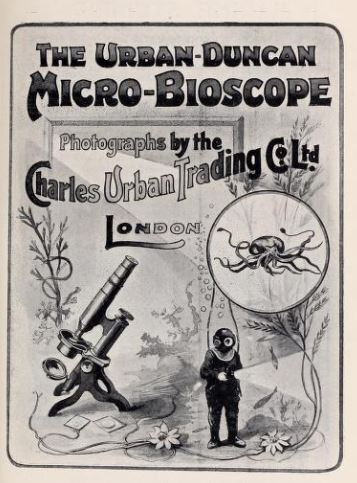 THE URBAN-DUNCAN
MICRO-BIOSCOPE
Photographs by the
Charles Urban Trading Co. Ltd.
LONDON